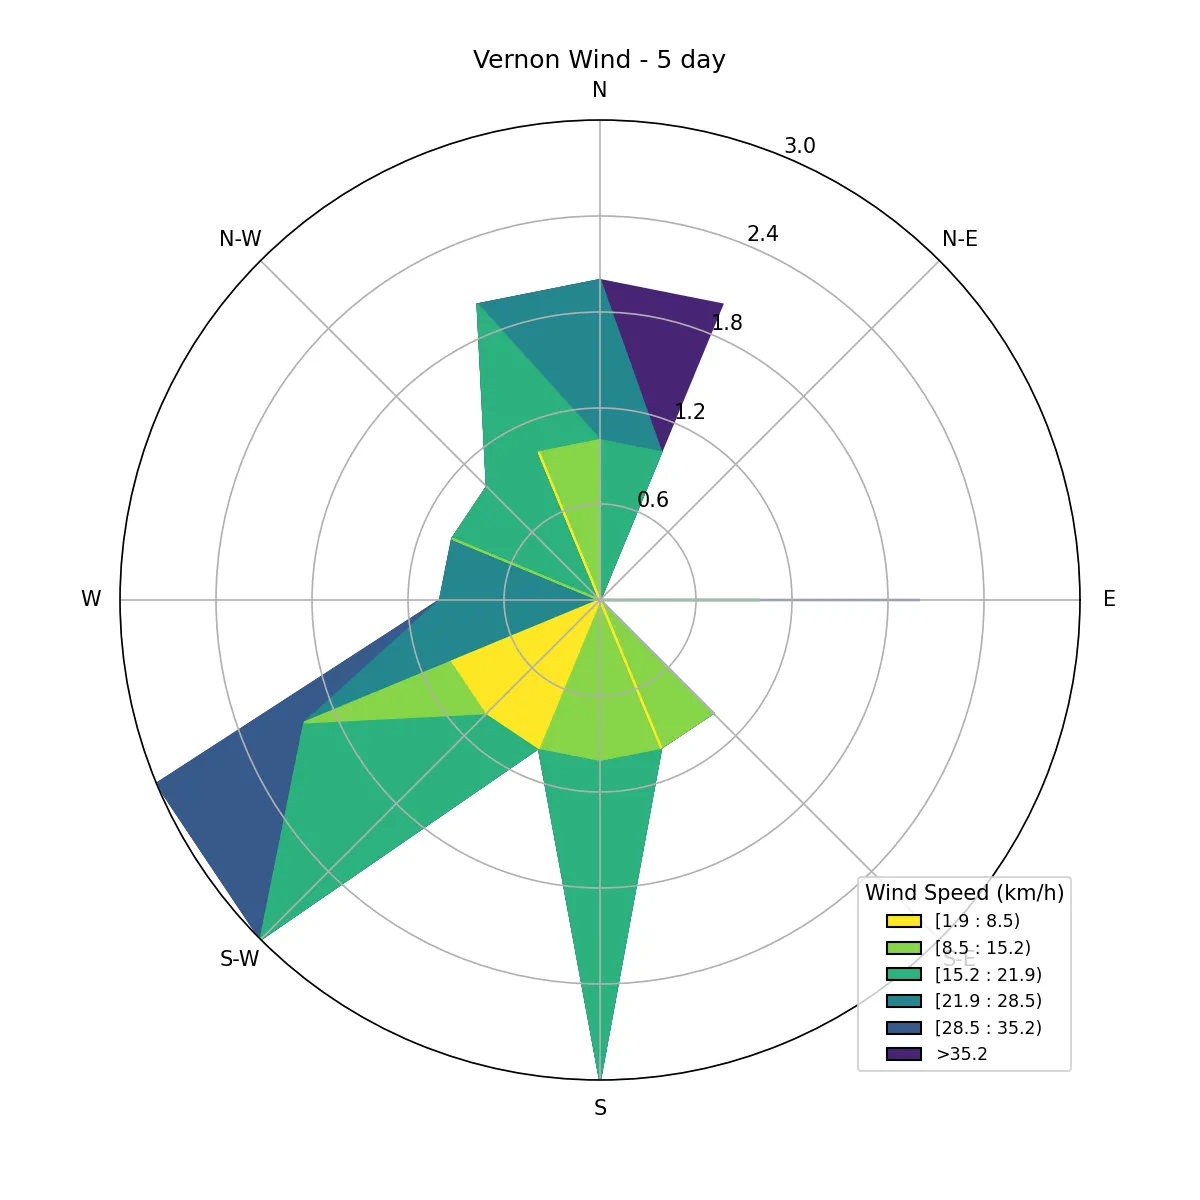 Vernon Wind - 5 day
N
3.0
2.4
N-W
N-E
1.8
1.2
0.6
W
E
Wind Speed (km/h)
[1.9 : 8.5)
[8.5 : 15.2)
S-W
S-E
[15.2 : 21.9)
[21.9 : 28.5)
[28.5 : 35.2)
>35.2
S